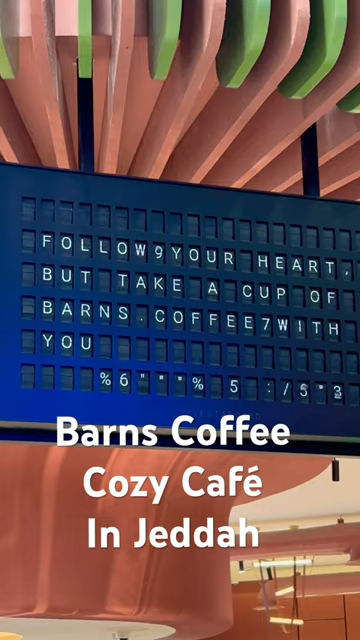 FOLLOW9YOUR HEART,
BUT TAKE A CUP OF
BARNS.COFFEE7WITH
YOU
%6"""% 5 :/5"3
Barns Coffee
Cozy Café
In Jeddah